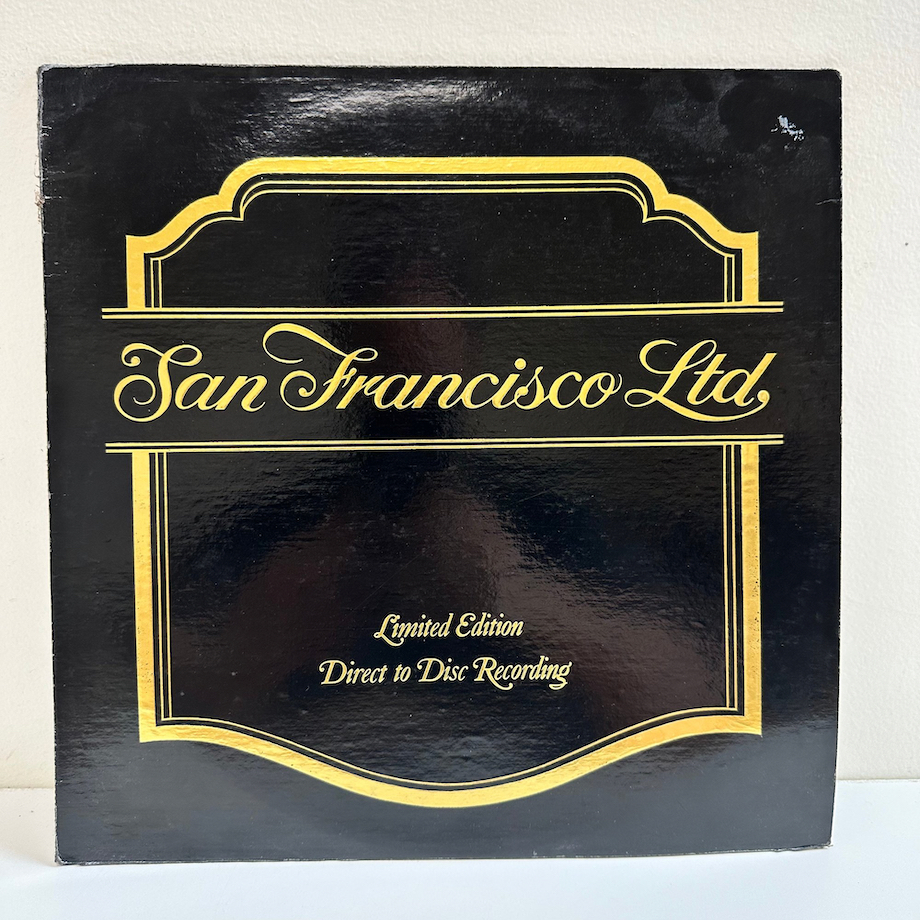 San Francisco Ltd.
Limited Edition
Direct to Disc Recording